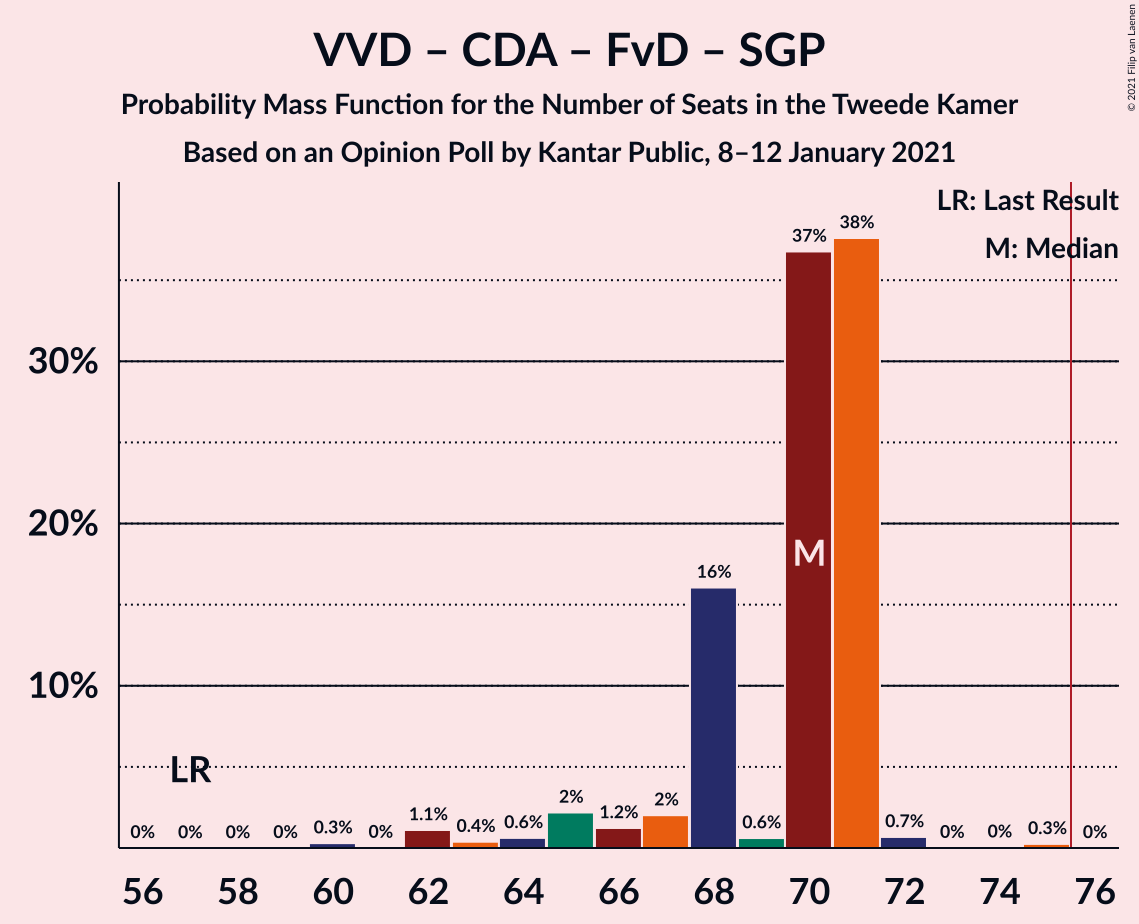 VVD – CDA – FvD – SGP
Probability Mass Function for the Number of Seats in the Tweede Kamer
Based on an Opinion Poll by Kantar Public, 8–12 January 2021
© 2021 Filip van Laenen
LR: Last Result
M: Median
38%
37%
30%
16%
20%
M
10%
LR
0% 0% 0% 0% 0.3% 0% 1.1% 0.4% 0.6% 2% 1.2% 2% 0.6% 0.7% 0% 0% 0.3% 0%
56 58 60 62 64 66 68 70 72 74 76